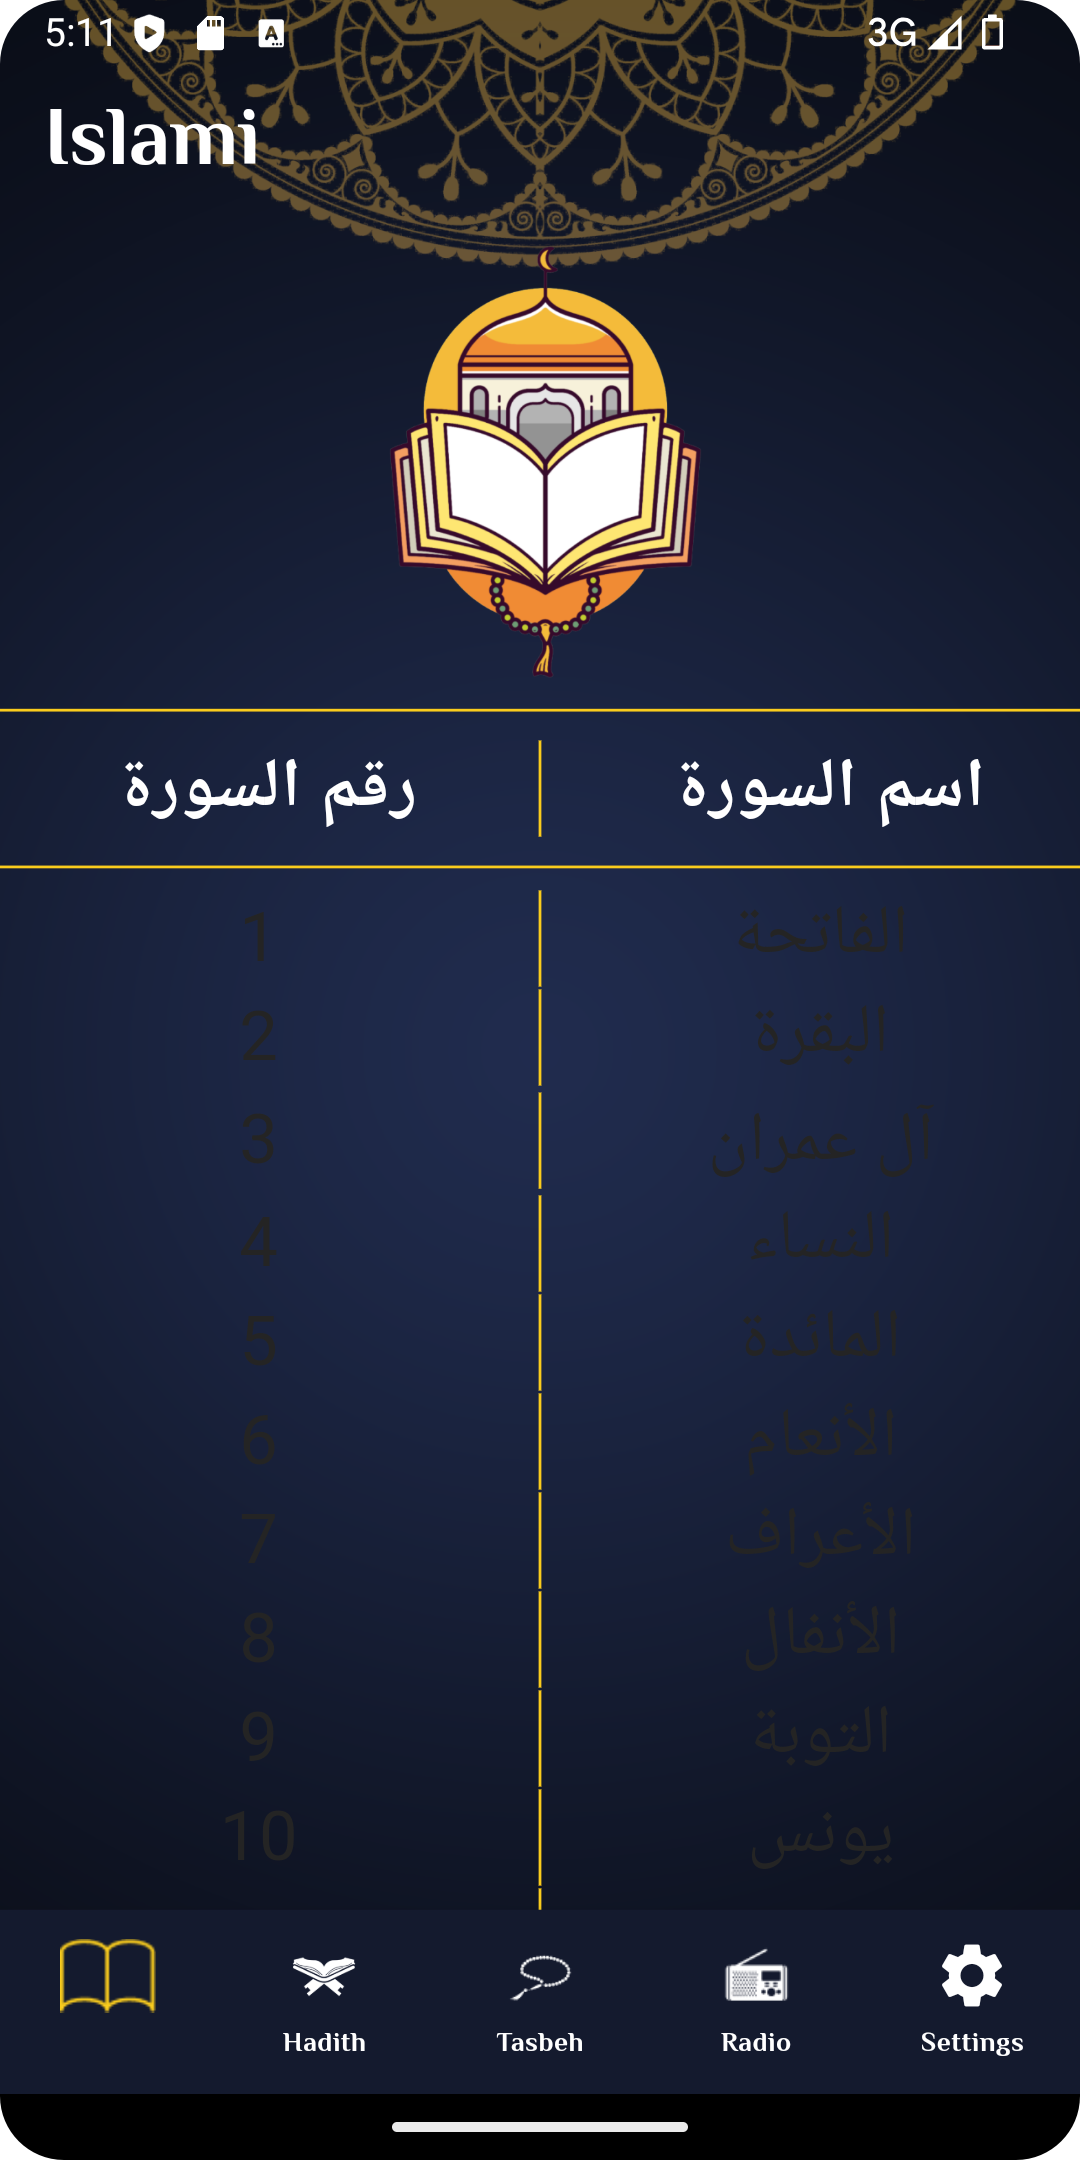 5:11 3G
Islami
اسم السورة رقم السورة
الفاتحة 1
البقرة 2
آل عمران 3
النساء 4
المائدة 5
الأنعام 6
الأعراف 7
الأنفال 8
التوبة 9
يونس 10
Hadith Tasbeh Radio Settings